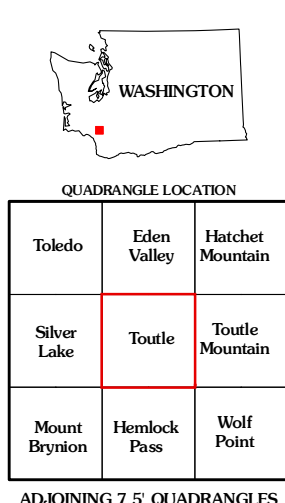 WASHINGTON
QUADRANGLE LOCATION
Toledo
Eden
Valley
Hatchet
Mountain
Silver
Lake
Toutle
Toutle
Mountain
Mount
Brynion
Hemlock
Pass
Wolf
Point
ADJOINING 7.5' QUADRANGLES